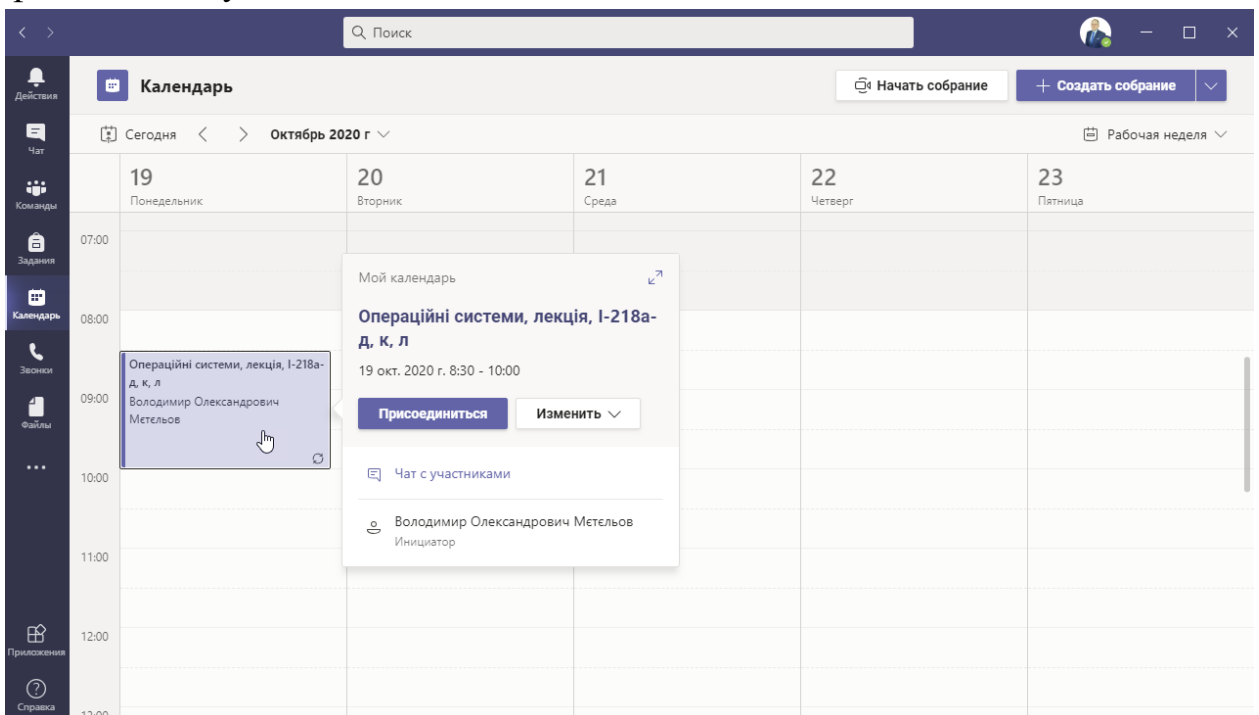 Поиск
Действия
Календарь
Начать собрание
+ Создать собрание
Сегодня
Октябрь 2020 г
Рабочая неделя
Чат
19
Понедельник
20
Вторник
21
Среда
22
Четверг
23
Пятница
Команды
Задания
Календарь
Звонки
Файлы
07:00
08:00
09:00
10:00
11:00
12:00
Операційні системи, лекція, І-218а-
д, к, л
Володимир Олександрович
Мєтєльов
Мой календарь
Операційні системи, лекція, І-218а-
д, к, л
19 окт. 2020 г. 8:30 - 10:00
Присоединиться
Изменить
Чат с участниками
Володимир Олександрович Мєтєльов
Инициатор
Приложения
Справка